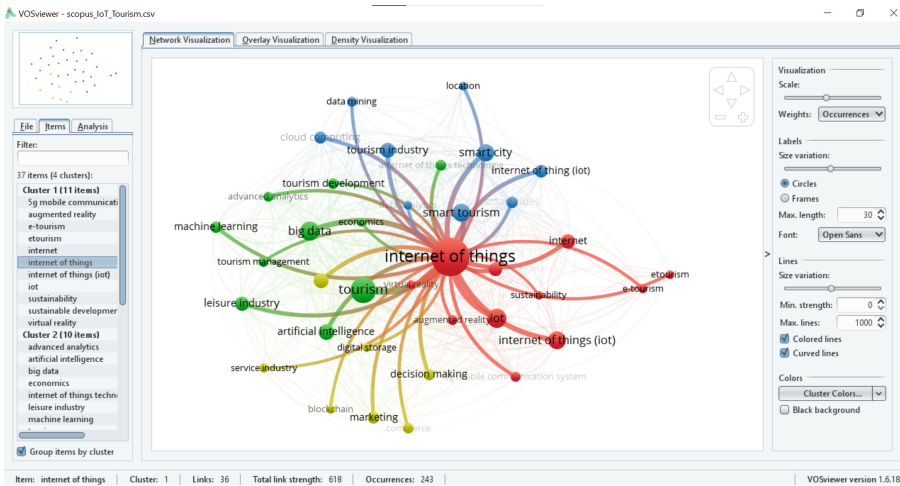 VOSviewer - scopus_IoT_Tourism.csv
File Items Analysis
Filter:
37 items (4 clusters):
Cluster 1 (11 items)
5g mobile communicati
augmented reality
e-tourism
etourism
internet
internet of things
internet of things (iot)
iot
sustainability
sustainable developmer
virtual reality
Cluster 2 (10 items)
advanced analytics
artificial intelligence
big data
economics
internet of things techn
leisure industry
machine learning
Group items by cluster
Network Visualization Overlay Visualization Density Visualization
location
data mining
cloud computing
tourism industry
smart city
internet of things technologie
internet of thing (iot)
tourism development
advanced analytics
smart tourism
machine learning
economics
big data
internet
internet of things
tourism management
virtual reality
etourism
e-tourism
tourism
sustainability
leisure industry
augmented reality
iot
artificial intelligence
internet of things (iot)
digital storage
service industry
decision making
mobile communication system
blockchain
marketing
commerce
Visualization
Scale:
Weights: Occurrences
Labels
Size variation:
Circles
Frames
Max. length: 30
Font: Open Sans
Lines
Size variation:
Min. strength: 0
Max. lines: 1000
Colored lines
Curved lines
Colors
Cluster Colors...
Black background
Item: internet of things Cluster: 1 Links: 36 Total link strength: 618 Occurrences: 243
VOSviewer version 1.6.18